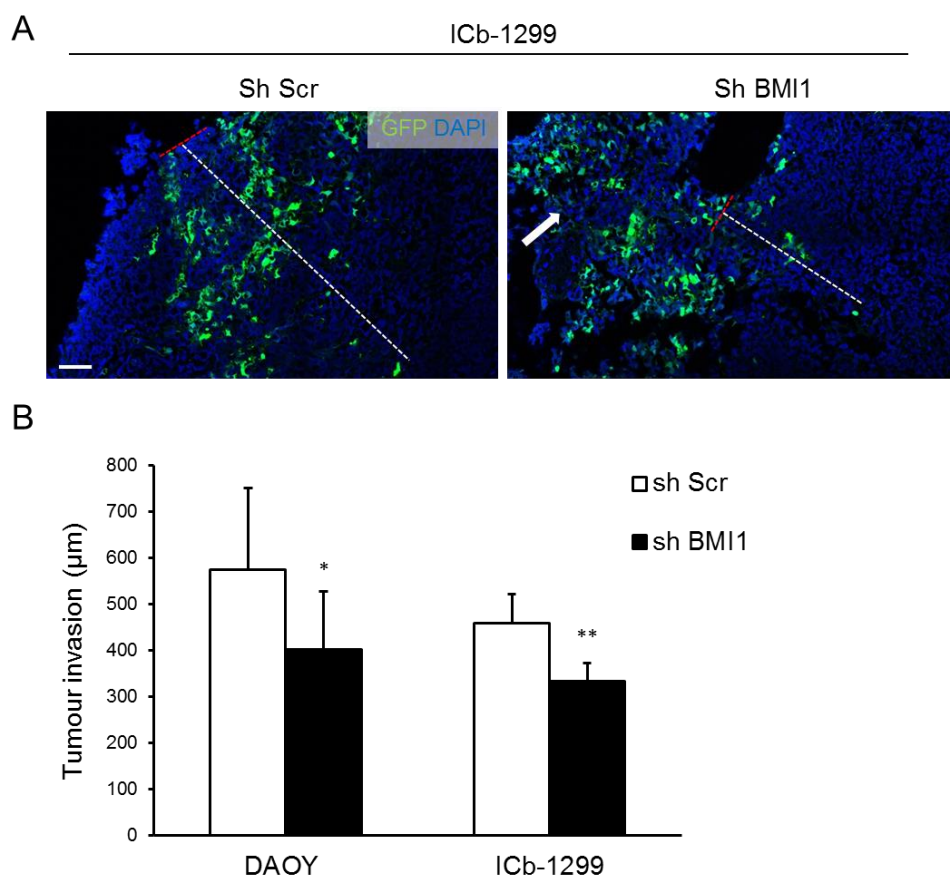 A
ICb-1299
Sh Scr
Sh BMI1
GFP DAPI
B
800
700
600
500
400
300
200
100
0
Tumour invasion (µm)
*
**
sh Scr
sh BMI1
DAOY
ICb-1299